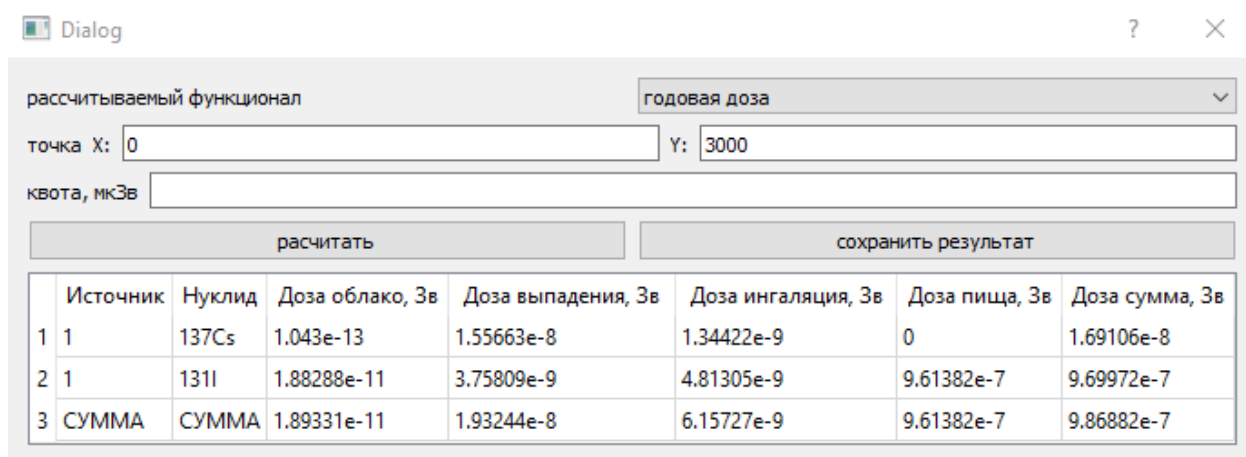 Dialog ?
рассчитываемый функционал годовая доза
точка X: 0 Y: 3000
квота, мкЗв
расчитать сохранить результат
Источник Нуклид Доза облако, Зв Доза выпадения, Зв Доза ингаляция, Зв Доза пища, Зв Доза сумма, Зв
1 1 137Cs 1.043e-13 1.55663e-8 1.34422e-9 0 1.69106e-8
2 1 131I 1.88288e-11 3.75809e-9 4.81305e-9 9.61382e-7 9.69972e-7
3 СУММА СУММА 1.89331e-11 1.93244e-8 6.15727e-9 9.61382e-7 9.86882e-7